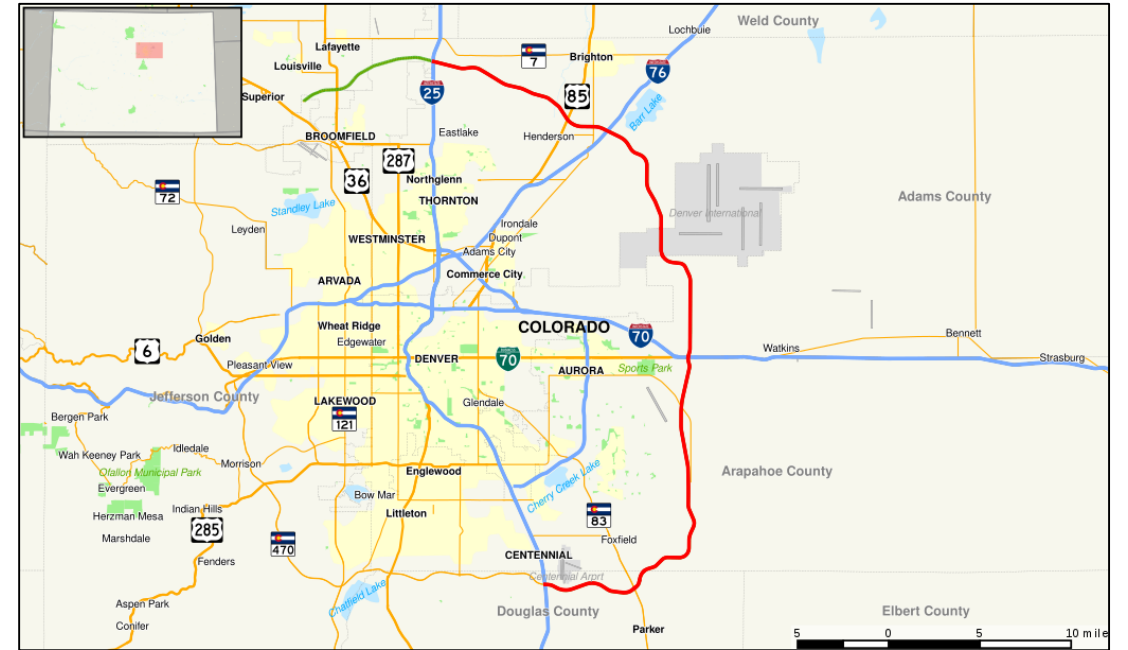 Weld County
Lochbuie
Lafayette
7
Brighton
Louisville
76
Superior
25
85
Barr Lake
BROOMFIELD
Eastlake
Henderson
287
36
Northglenn
72
THORNTON
Adams County
Standley Lake
Denver International
Leyden
Irondale
WESTMINSTER
Dupont
Adams City
Commerce City
ARVADA
Wheat Ridge
COLORADO
Golden
Edgewater
70
Bennett
6
Watkins
DENVER
70
Strasburg
Pleasant View
AURORA
Sports Park
Jefferson County
LAKEWOOD
Glendale
121
Bergen Park
Idledale
Wah Keeney Park
Morrison
Ofallon Municipal Park
Englewood
Arapahoe County
Evergreen
Cherry Creek Lake
Bow Mar
Indian Hills
Herzman Mesa
Littleton
83
285
Marshdale
470
Foxfield
CENTENNIAL
Fenders
Centennial Arprt
Chatfield Lake
Aspen Park
Douglas County
Elbert County
Conifer
Parker
5 0 5 10 mile